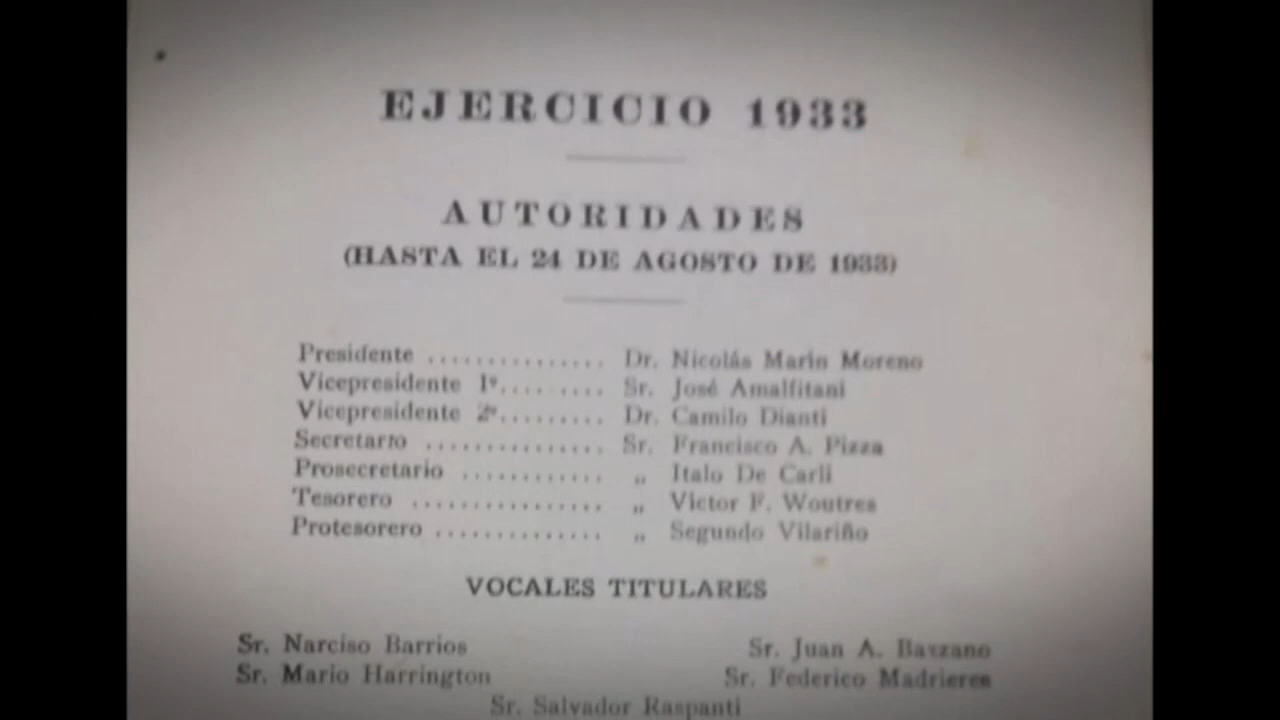 EJERCICIO 1933
AUTORIDADES
(HASTA EL 24 DE AGOSTO DE 1933)
Presidente ............... Dr. Nicolás Marin Moreno
Vicepresidente 1º.......... Sr. José Amalfitani
Vicepresidente 2º......... Dr. Camilo Dianti
Secretario ............... Sr. Francisco A. Pizza
Prosecretario ............ „ Italo De Carli
Tesorero ................ „ Victor F. Woutres
Protesorero .............. „ Segundo Vilariño
VOCALES TITULARES
Sr. Narciso Barrios Sr. Juan A. Bazzano
Sr. Mario Harrington Sr. Federico Madrieres
Sr. Salvador Raspanti